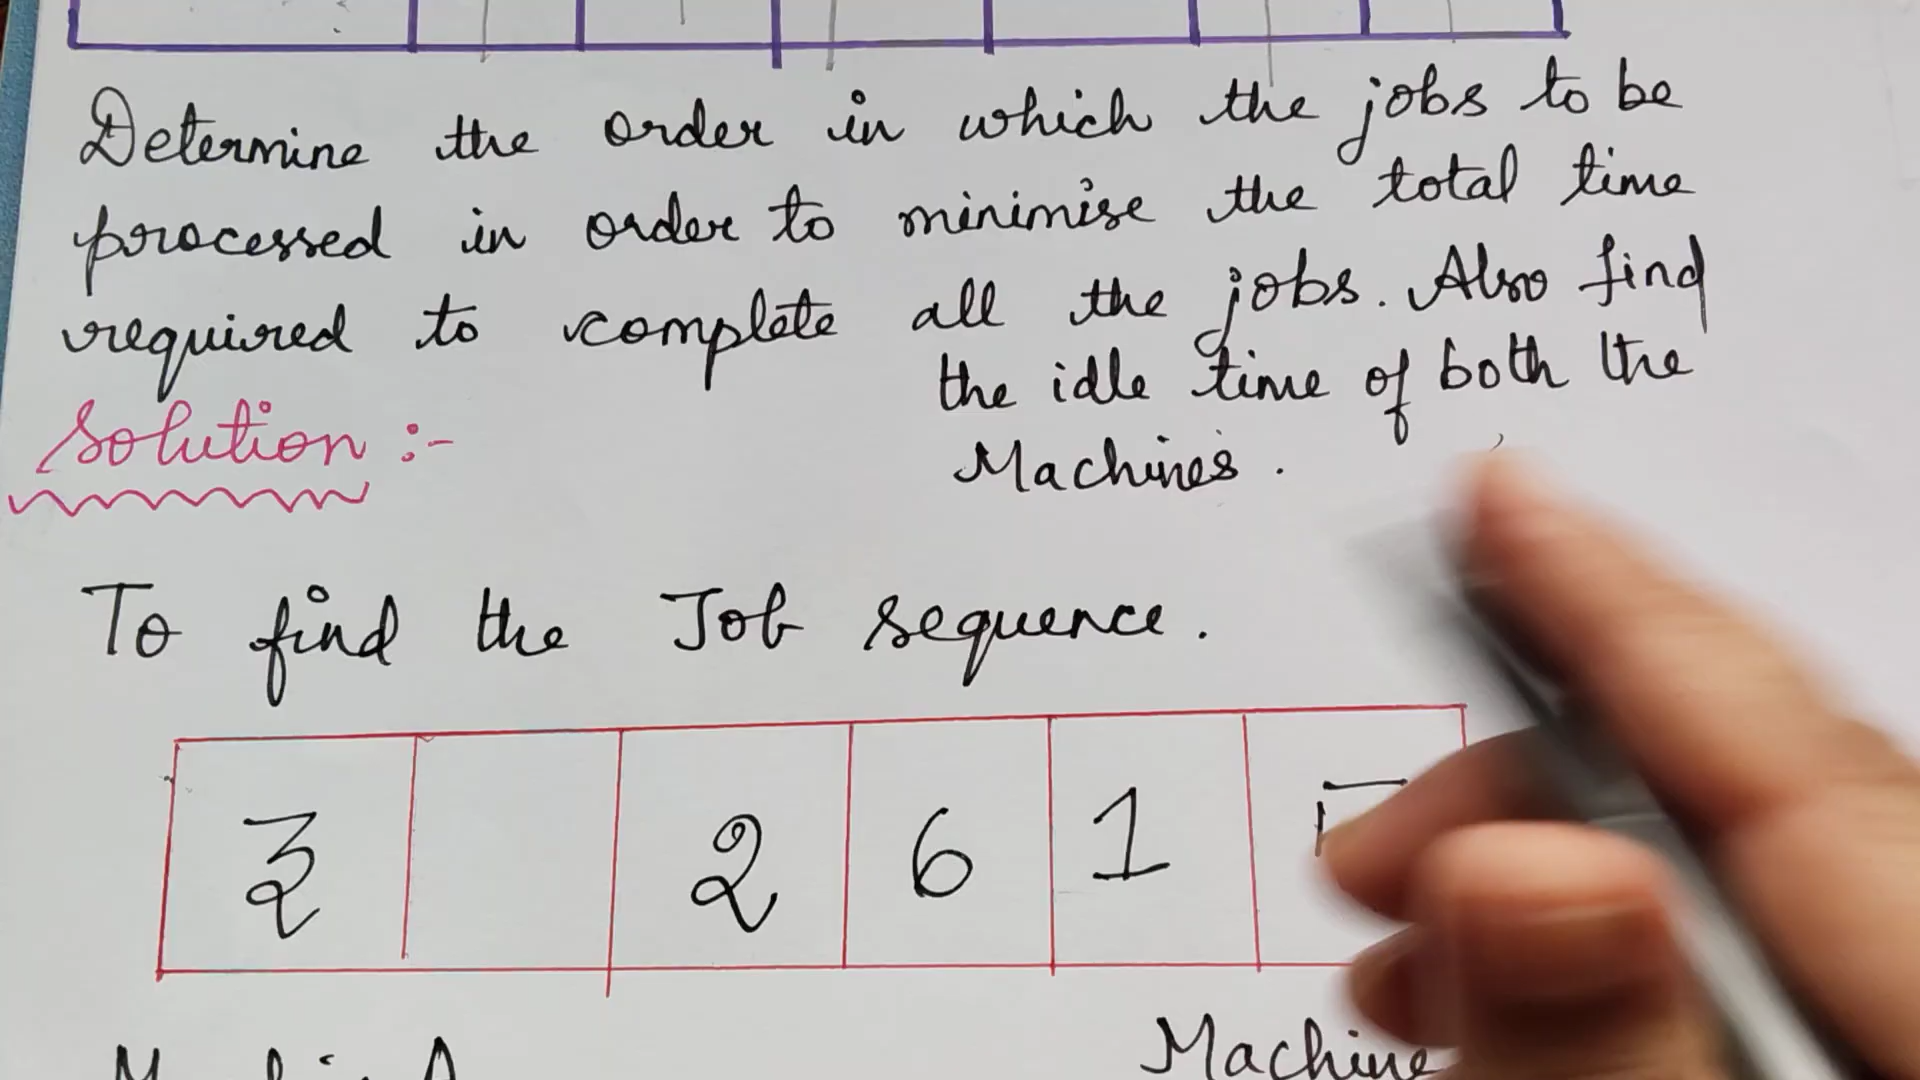 Determine the order in which the jobs to be
processed in order to minimise the total time
required to complete all the jobs. Also find
the idle time of both the
Machines.
Solution :-
To find the Job sequence.
3 2 6 1
Machine